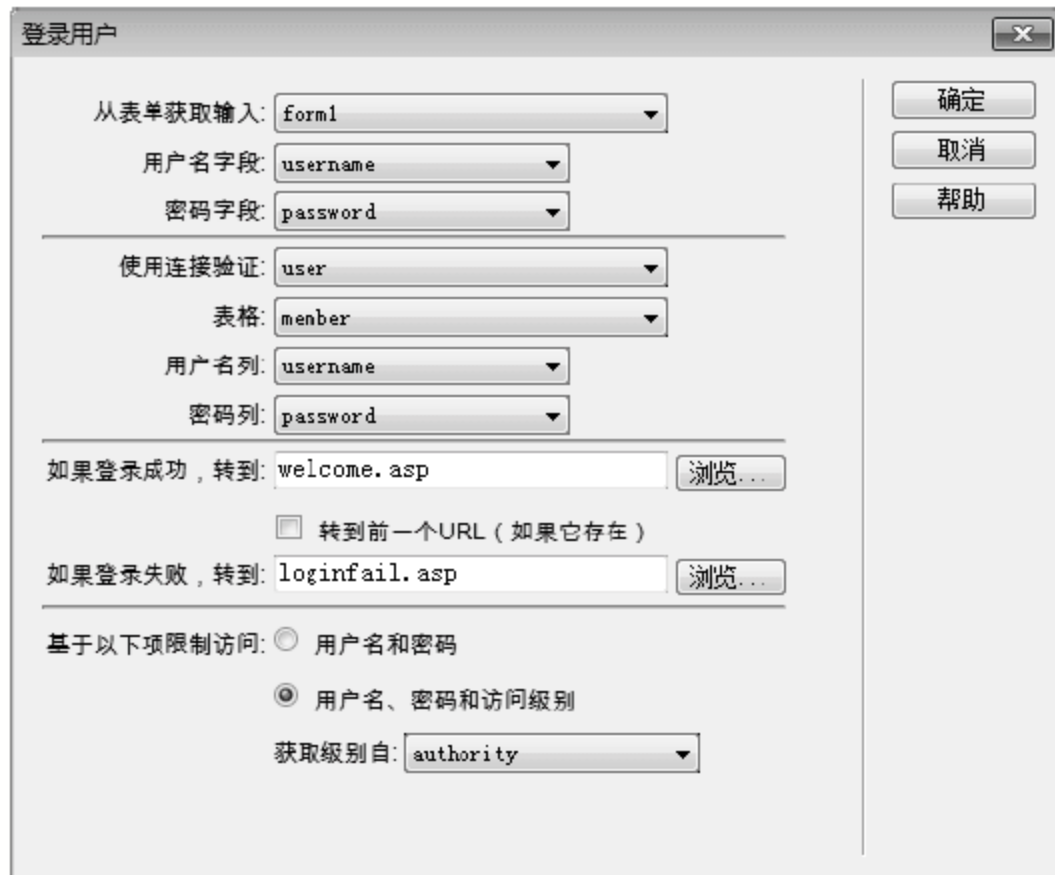 登录用户
从表单获取输入: form1
确定
用户名字段: username
取消
密码字段: password
帮助
使用连接验证: user
表格: menber
用户名列: username
密码列: password
如果登录成功，转到: welcome.asp 浏览...
转到前一个URL（如果它存在）
如果登录失败，转到: loginfail.asp 浏览...
基于以下项限制访问: 用户名和密码
用户名、密码和访问级别
获取级别自: authority